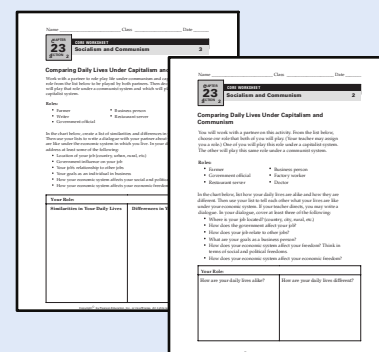 Name Class Date
CHAPTER
23
SECTION 2
CORE WORKSHEET
Socialism and Communism 3
Comparing Daily Lives Under Capitalism and
Work with a partner to role play life under communism and
role from the list below to be played by both partners. Then
will play that role under a communist system and which will play
capitalist system.
Roles:
• Farmer • Business person
• Writer • Restaurant server
• Government official
In the chart below, create a list of similarities and differences
Then use your lists to write a dialogue with your partner about
are like under the economic system in which you live. In your
address at least some of the following:
• Location of your job (country, urban, rural, etc)
• Government influence on your job
• Your job's relationship to other jobs
• Your goals as an individual in business
• How your economic system affects your social and
• How your economic system affects your economic freedom
Your Role:
Similarities in Your Daily Lives Differences in
Name Class Date
CHAPTER
23
SECTION 2
CORE WORKSHEET
Socialism and Communism 2
Comparing Daily Lives Under Capitalism and
Communism
You will work with a partner on this activity. From the list below,
choose one role that both of you will play. (Your teacher may assign
you a role.) One of you will play this role under a capitalist system.
The other will play this same role under a communist system.
Roles:
• Farmer • Business person
• Government official • Factory worker
• Restaurant server • Doctor
In the chart below, list how your daily lives are alike and how they are
different. Then use your list to tell what your lives are like
under your economic system. If your teacher directs, you may write a
dialogue. In your dialogue, cover at least three of the following:
• Where is your job located? (country, city, rural, etc.)
• How does the government affect your job?
• How does your job relate to other jobs?
• What are your goals as a business person?
• How does your economic system affect your freedom? Think in
terms of social and political freedoms.
• How does your economic system affect your economic freedom?
Your Role:
How are your daily lives alike? How are your daily lives different?